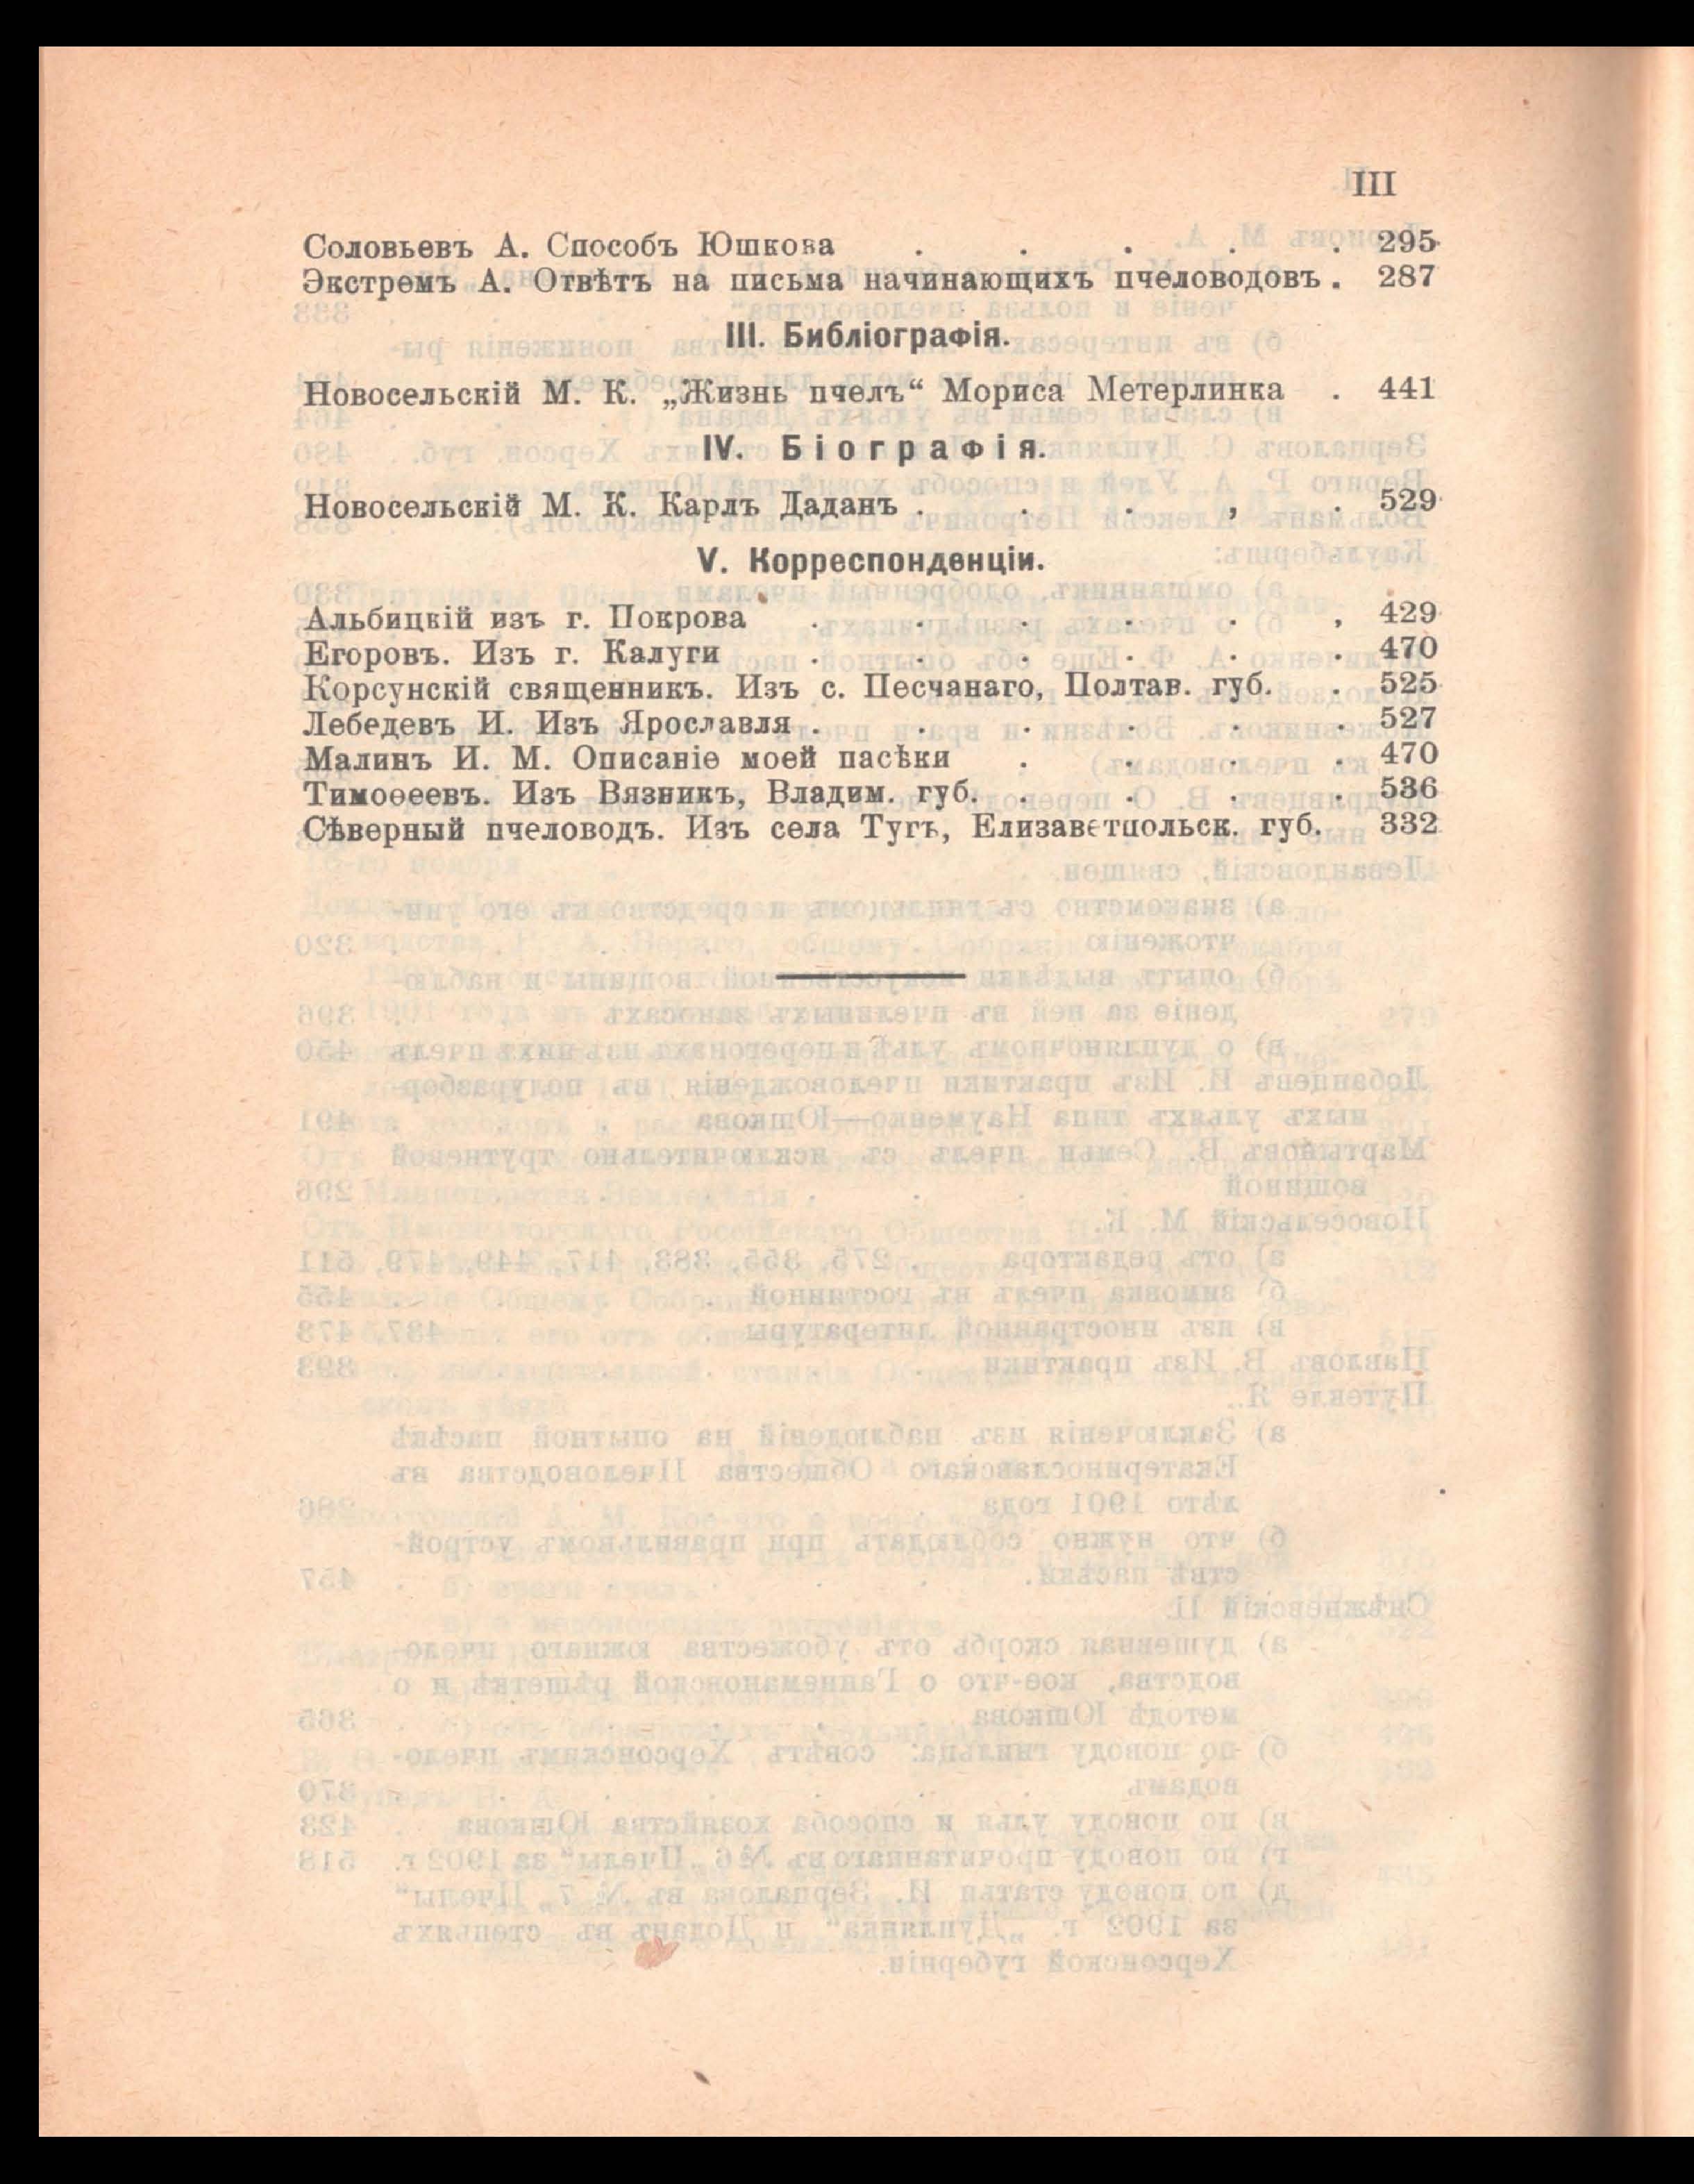 III
Соловьевъ А. Способъ Юшкова . . . . . 295
Экстремъ А. Отвѣтъ на письма начинающихъ пчеловодовъ . 287
III. Библіографія.
Новосельскій М. К. „Жизнь пчелъ“ Мориса Метерлинка . 441
IV. Біографія.
Новосельскій М. К. Карлъ Даданъ . . . , . 529
V. Корреспонденціи.
Альбицкій изъ г. Покрова . . . . . , 429
Егоровъ. Изъ г. Калуги . . . . . . 470
Корсунскій священникъ. Изъ с. Песчанаго, Полтав. губ. . 525
Лебедевъ И. Изъ Ярославля . . . . . . 527
Малинъ И. М. Описаніе моей пасѣки . . . . 470
Тимоѳеевъ. Изъ Вязникъ, Владим. губ. . . . . 536
Сѣверный пчеловодъ. Изъ села Тугъ, Елизаветпольск. губ. 332